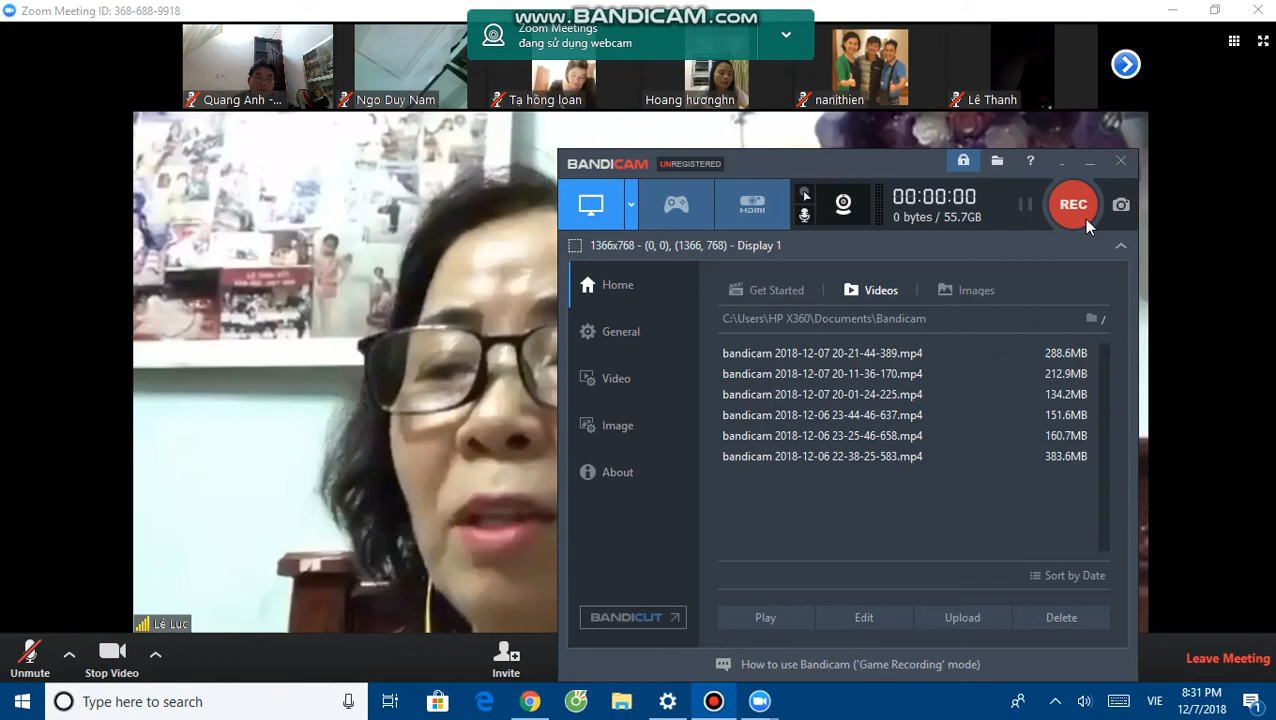 Zoom Meeting ID: 368-688-9918
www.BANDICAM.com
Zoom Meetings
đang sử dụng webcam
Quang Anh -...
Ngo Duy Nam
Tạ hồng loan
Hoang hươnghn
nanithien
Lê Thanh
BANDICAM UNREGISTERED
?
HDMI
00:00:00
0 bytes / 55.7GB
REC
1366x768 - (0, 0), (1366, 768) - Display 1
Home
General
Video
Image
About
Get Started
Videos
Images
C:\Users\HP X360\Documents\Bandicam
/
bandicam 2018-12-07 20-21-44-389.mp4 288.6MB
bandicam 2018-12-07 20-11-36-170.mp4 212.9MB
bandicam 2018-12-07 20-01-24-225.mp4 134.2MB
bandicam 2018-12-06 23-44-46-637.mp4 151.6MB
bandicam 2018-12-06 23-25-46-658.mp4 160.7MB
bandicam 2018-12-06 22-38-25-583.mp4 383.6MB
Sort by Date
BANDICUT
Play
Edit
Upload
Delete
How to use Bandicam ('Game Recording' mode)
Lê Luc
Unmute
Stop Video
Invite
Leave Meeting
Type here to search
VIE
8:31 PM
12/7/2018
1